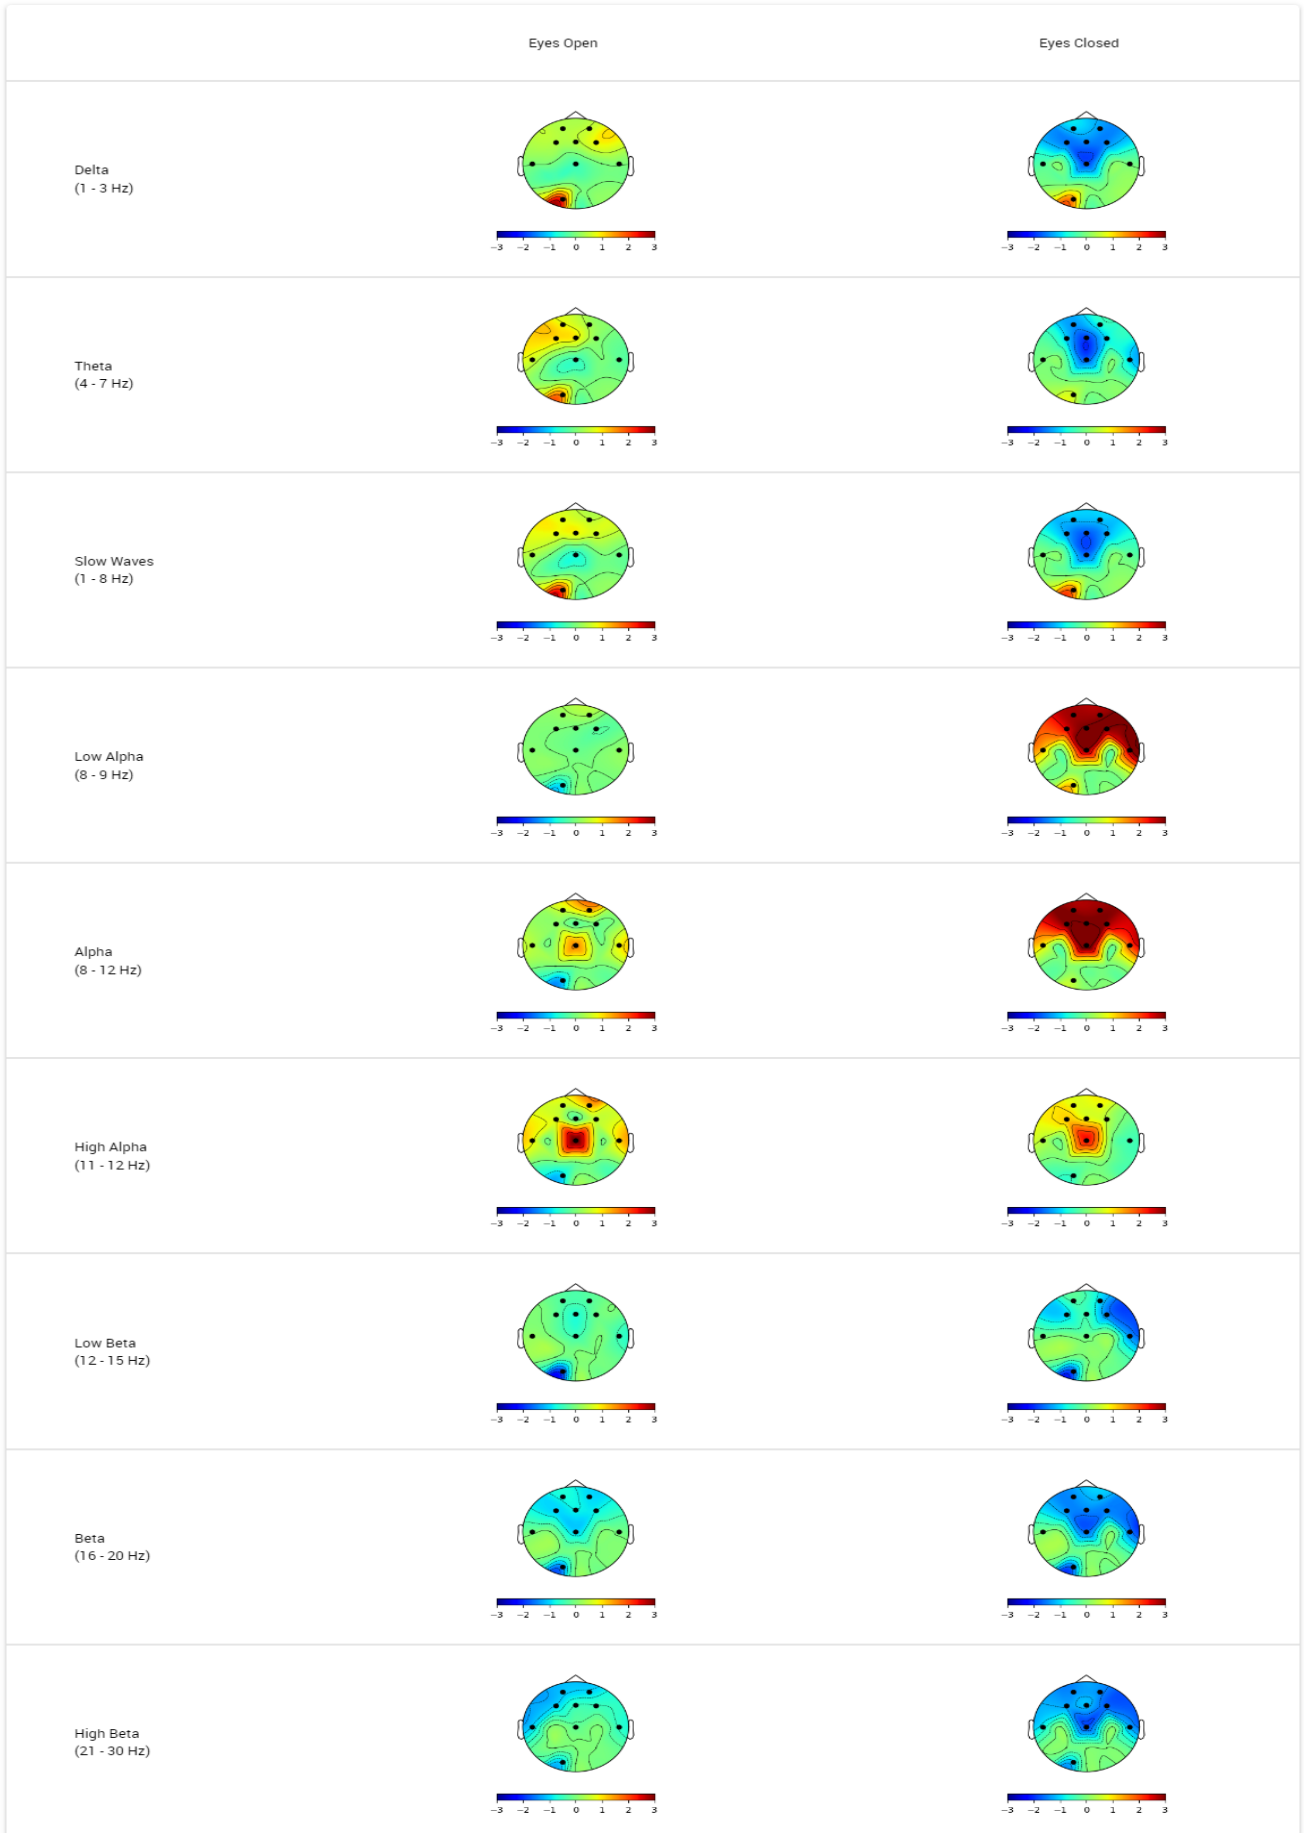 Eyes Open Eyes Closed
Delta
(1 - 3 Hz)
−3 −2 −1 0 1 2 3 −3 −2 −1 0 1 2 3
Theta
(4 - 7 Hz)
−3 −2 −1 0 1 2 3 −3 −2 −1 0 1 2 3
Slow Waves
(1 - 8 Hz)
−3 −2 −1 0 1 2 3 −3 −2 −1 0 1 2 3
Low Alpha
(8 - 9 Hz)
−3 −2 −1 0 1 2 3 −3 −2 −1 0 1 2 3
Alpha
(8 - 12 Hz)
−3 −2 −1 0 1 2 3 −3 −2 −1 0 1 2 3
High Alpha
(11 - 12 Hz)
−3 −2 −1 0 1 2 3 −3 −2 −1 0 1 2 3
Low Beta
(12 - 15 Hz)
−3 −2 −1 0 1 2 3 −3 −2 −1 0 1 2 3
Beta
(16 - 20 Hz)
−3 −2 −1 0 1 2 3 −3 −2 −1 0 1 2 3
High Beta
(21 - 30 Hz)
−3 −2 −1 0 1 2 3 −3 −2 −1 0 1 2 3